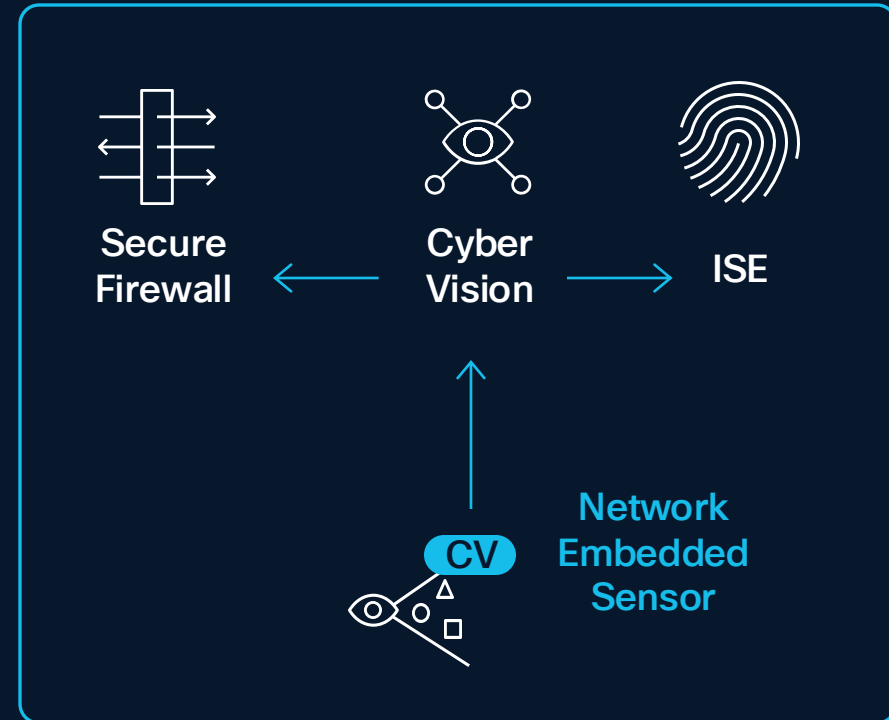 Secure
Firewall
Cyber
Vision
ISE
CV
Network
Embedded
Sensor